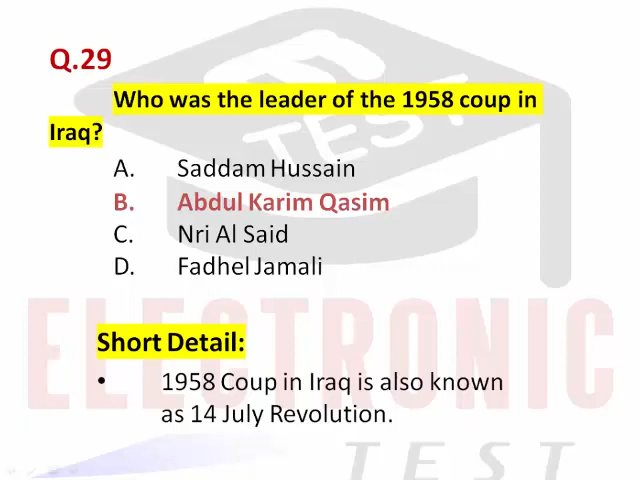 Q.29
Who was the leader of the 1958 coup in
Iraq?
A. Saddam Hussain
B. Abdul Karim Qasim
C. Nri Al Said
D. Fadhel Jamali
Short Detail:
• 1958 Coup in Iraq is also known
as 14 July Revolution.
TEST
ELECTRONIC
TEST